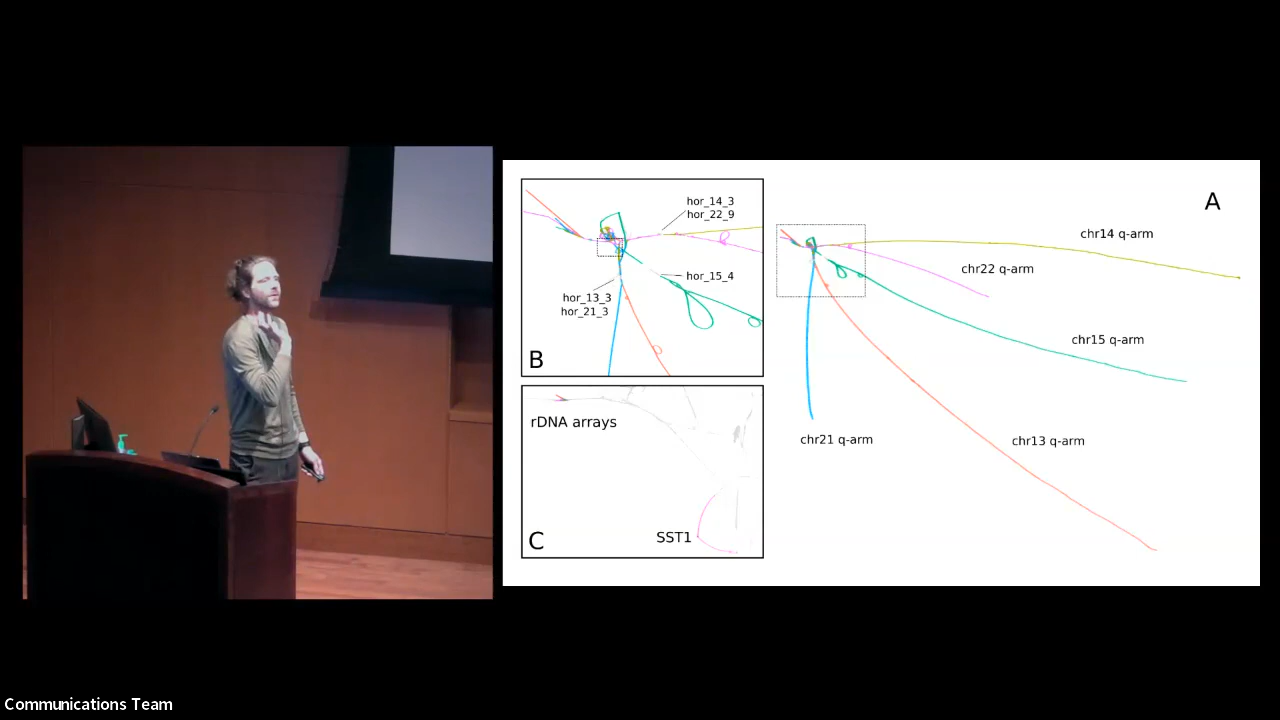 hor_14_3
hor_22_9
hor_15_4
hor_13_3
hor_21_3
B
rDNA arrays
SST1
C
A
chr14 q-arm
chr22 q-arm
chr15 q-arm
chr21 q-arm
chr13 q-arm
Communications Team